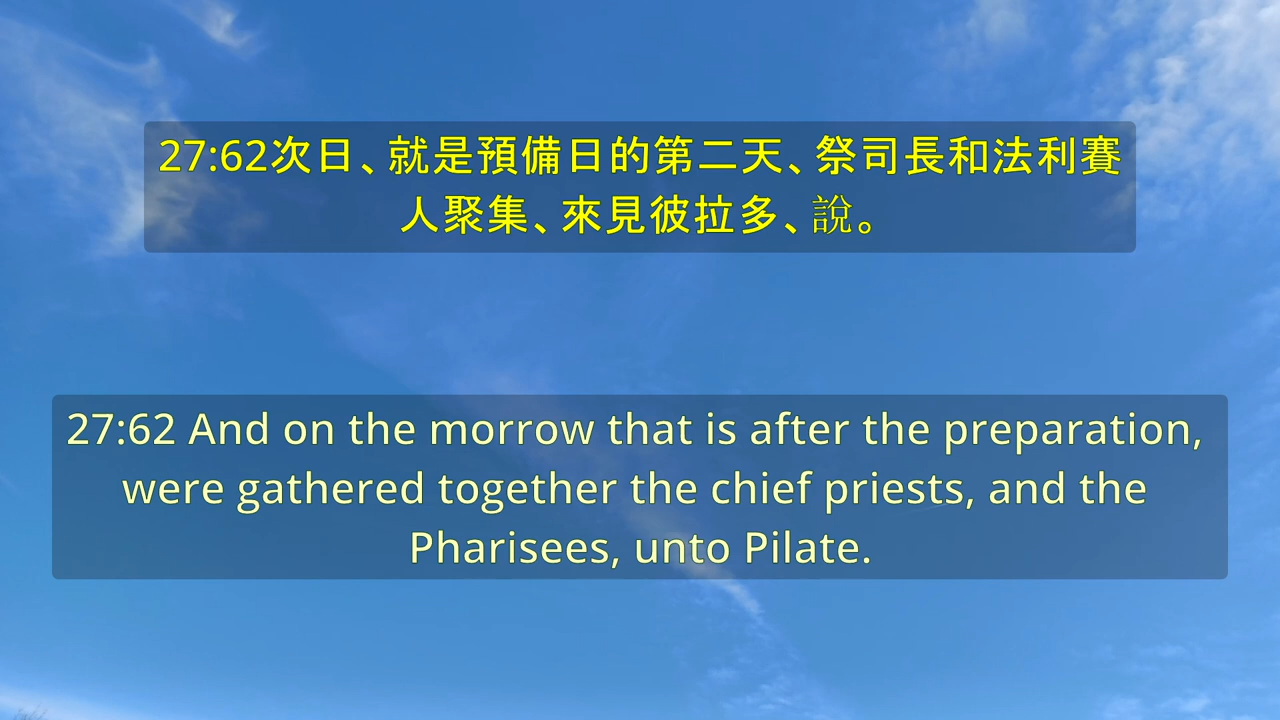 27:62次日、就是預備日的第二天、祭司長和法利賽
人聚集、來見彼拉多、說。
27:62 And on the morrow that is after the preparation,
were gathered together the chief priests, and the
Pharisees, unto Pilate.